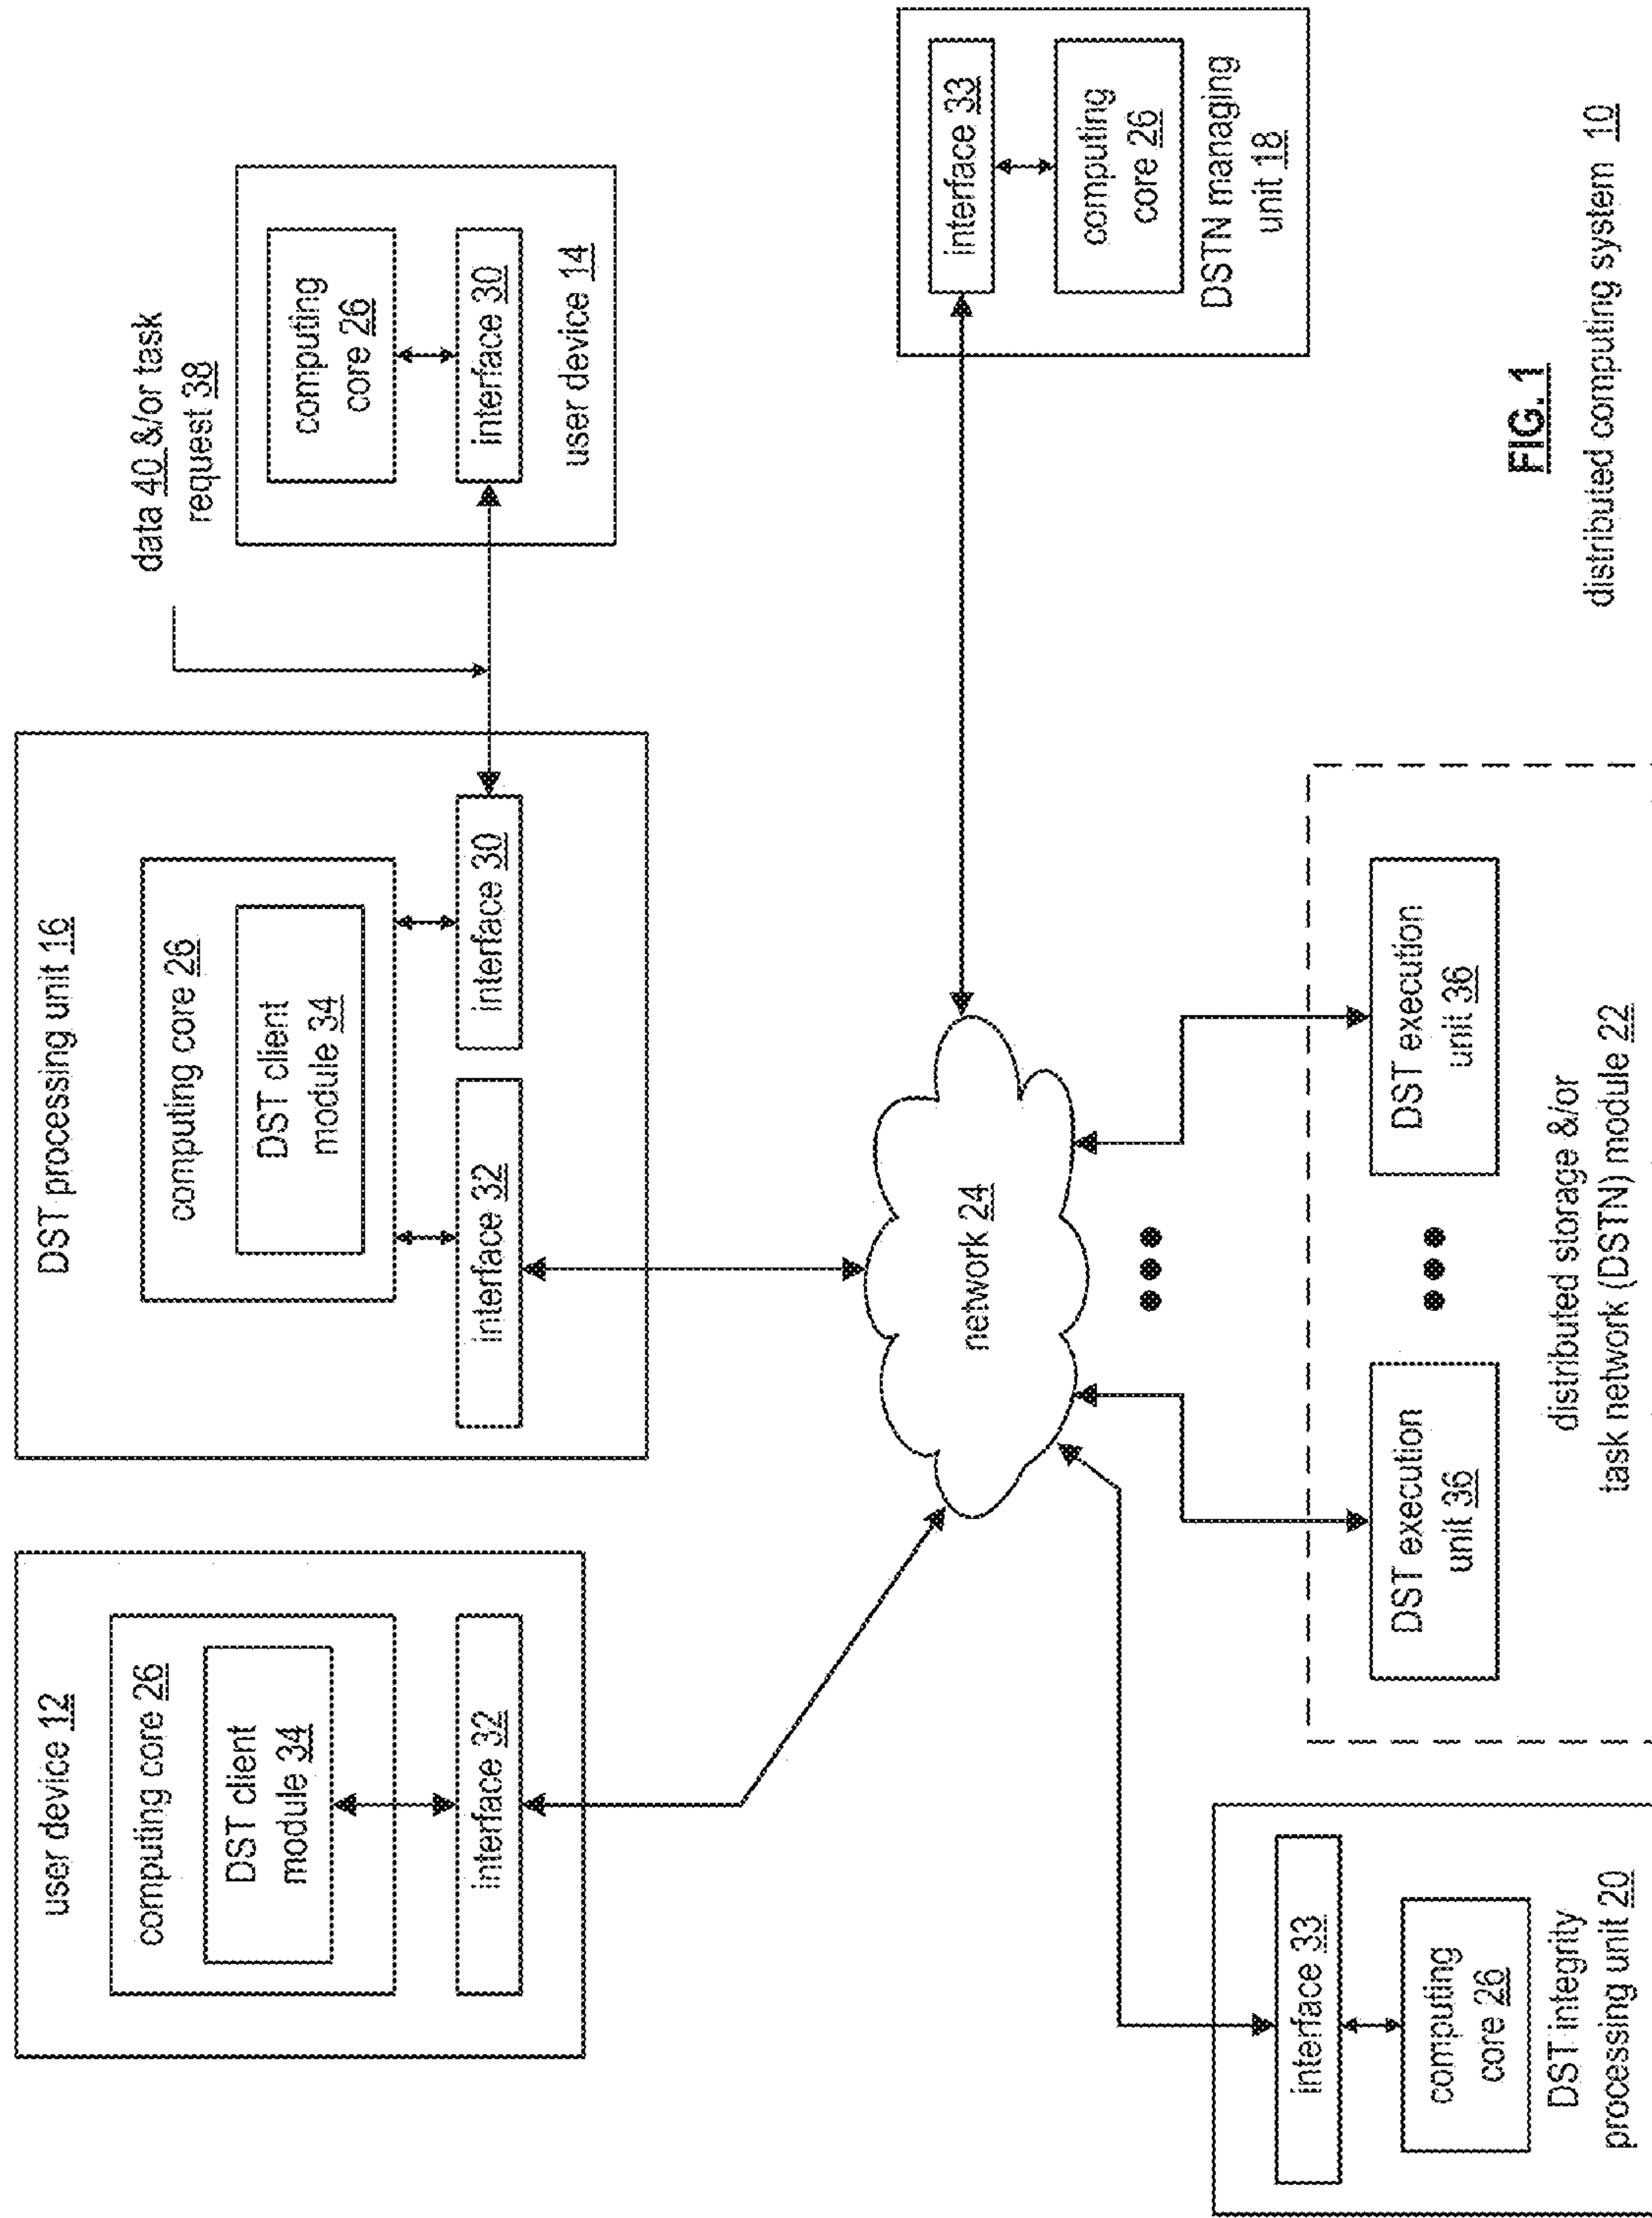 user device 12
computing core 26
DST client
module 34
interface 32
DST processing unit 16
computing core 26
DST client
module 34
interface 32
interface 30
data 40 &/or task
request 38
computing
core 26
interface 30
user device 14
network 24
interface 33
computing
core 26
DSTN managing
unit 18
interface 33
computing
core 26
DST integrity
processing unit 20
DST execution
unit 36
DST execution
unit 36
distributed storage &/or
task network (DSTN) module 22
FIG. 1
distributed computing system 10